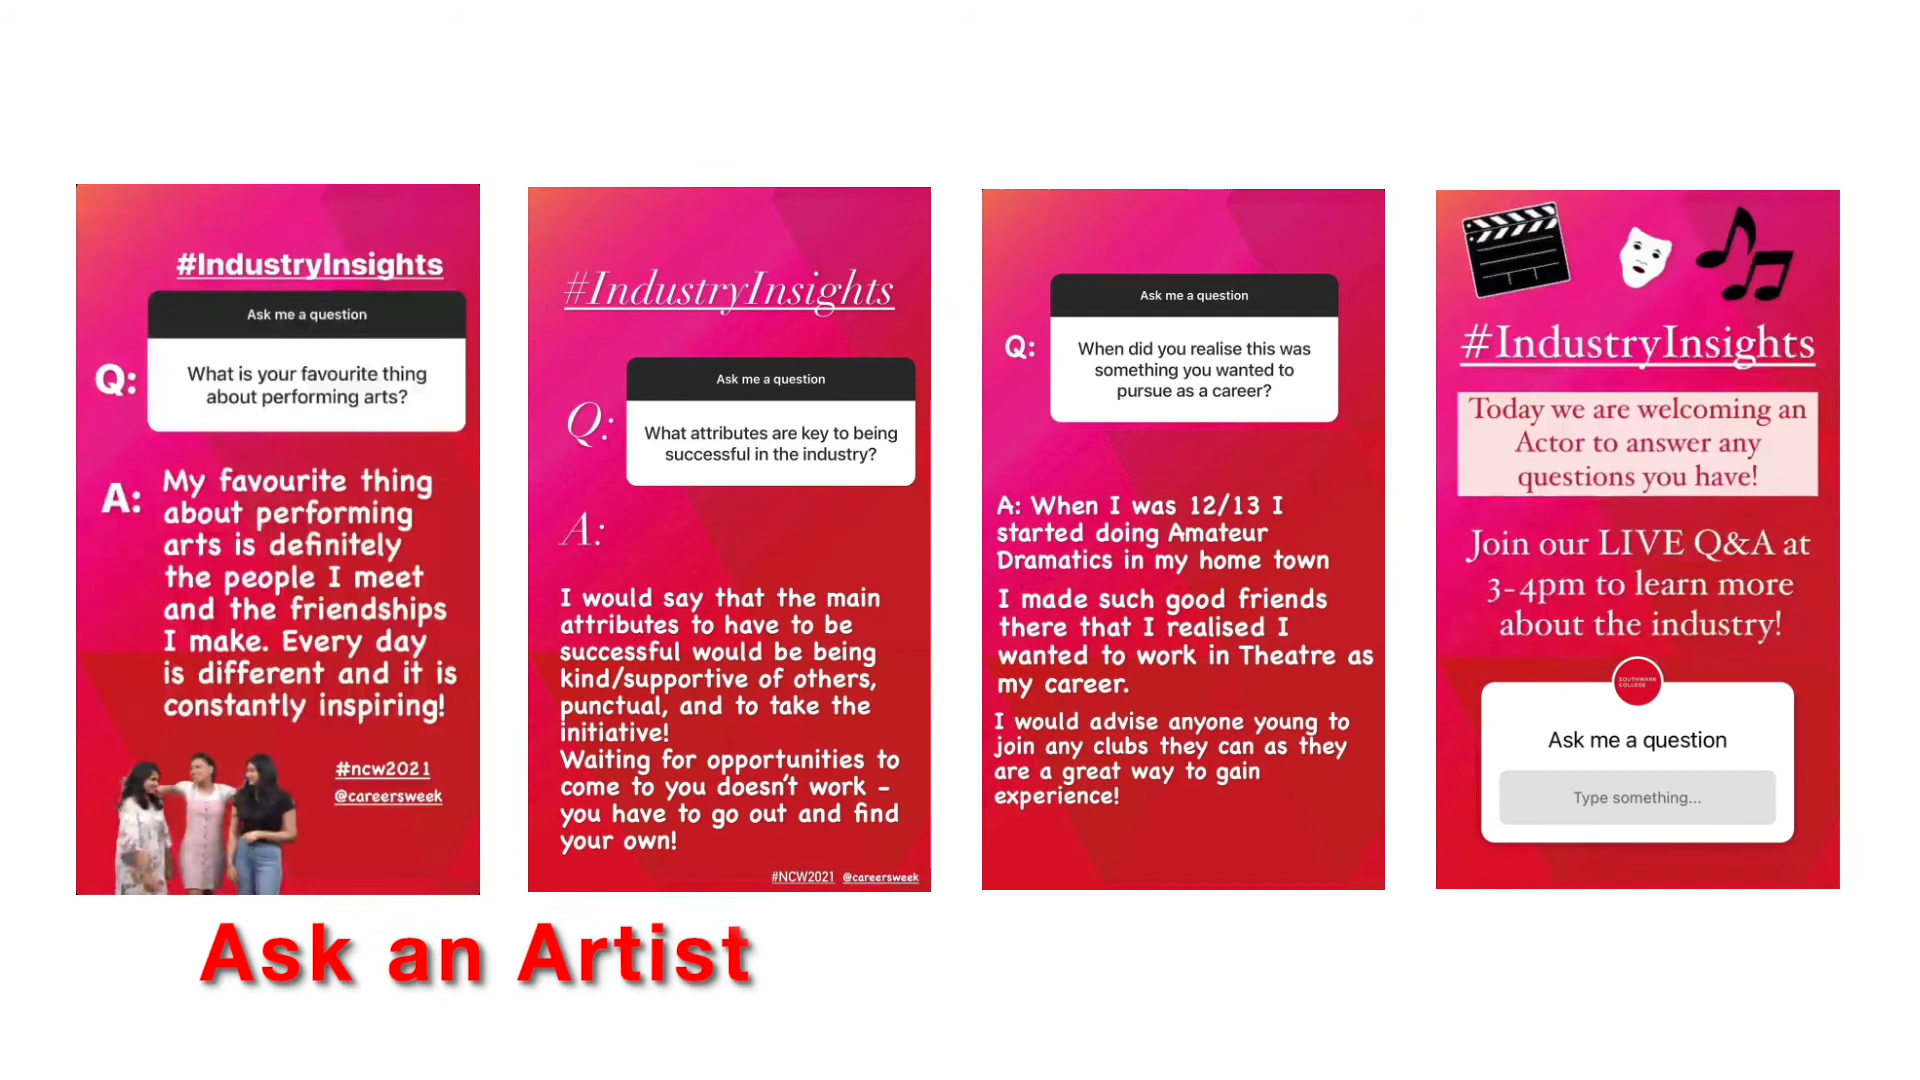 #IndustryInsights
Ask me a question
Q:
What is your favourite thing
about performing arts?
A:
My favourite thing
about performing
arts is definitely
the people I meet
and the friendships
I make. Every day
is different and it is
constantly inspiring!
#ncw2021
@careersweek
#IndustryInsights
Ask me a question
Q:
What attributes are key to being
successful in the industry?
A:
I would say that the main
attributes to have to be
successful would be being
kind/supportive of others,
punctual, and to take the
initiative!
Waiting for opportunities to
come to you doesn't work -
you have to go out and find
your own!
#NCW2021 @careersweek
Ask me a question
Q:
When did you realise this was
something you wanted to
pursue as a career?
A: When I was 12/13 I
started doing Amateur
Dramatics in my home town
I made such good friends
there that I realised I
wanted to work in Theatre as
my career.
I would advise anyone young to
join any clubs they can as they
are a great way to gain
experience!
#IndustryInsights
Today we are welcoming an
Actor to answer any
questions you have!
Join our LIVE Q&A at
3-4pm to learn more
about the industry!
SOUTHWARK
COLLEGE
Ask me a question
Type something...
Ask an Artist